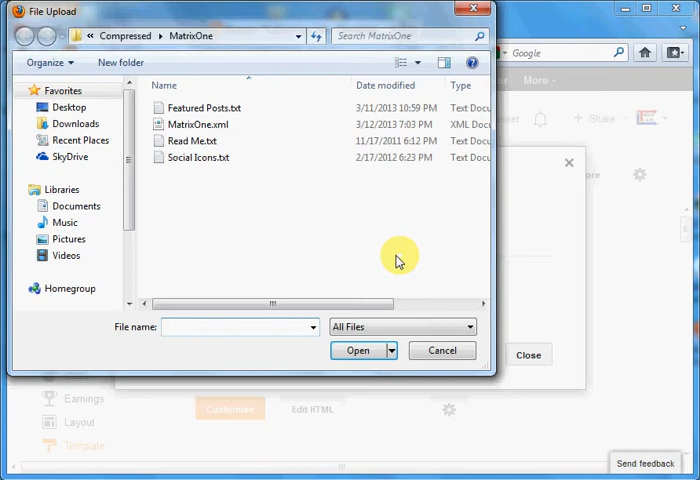 File Upload
Compressed
MatrixOne
Search MatrixOne
Google
Organize
New folder
More
Favorites
Desktop
Downloads
Recent Places
SkyDrive
Libraries
Documents
Music
Pictures
Videos
Homegroup
Name
Date modified
Type
Featured Posts.txt
3/11/2013 10:59 PM
Text Docu
MatrixOne.xml
3/12/2013 7:03 PM
XML Docu
Read Me.txt
11/17/2011 6:12 PM
Text Docu
Social Icons.txt
2/17/2012 6:23 PM
Text Docu
Share
File name:
All Files
Open
Cancel
Close
Earnings
Layout
Template
Customize
Edit HTML
Send feedback